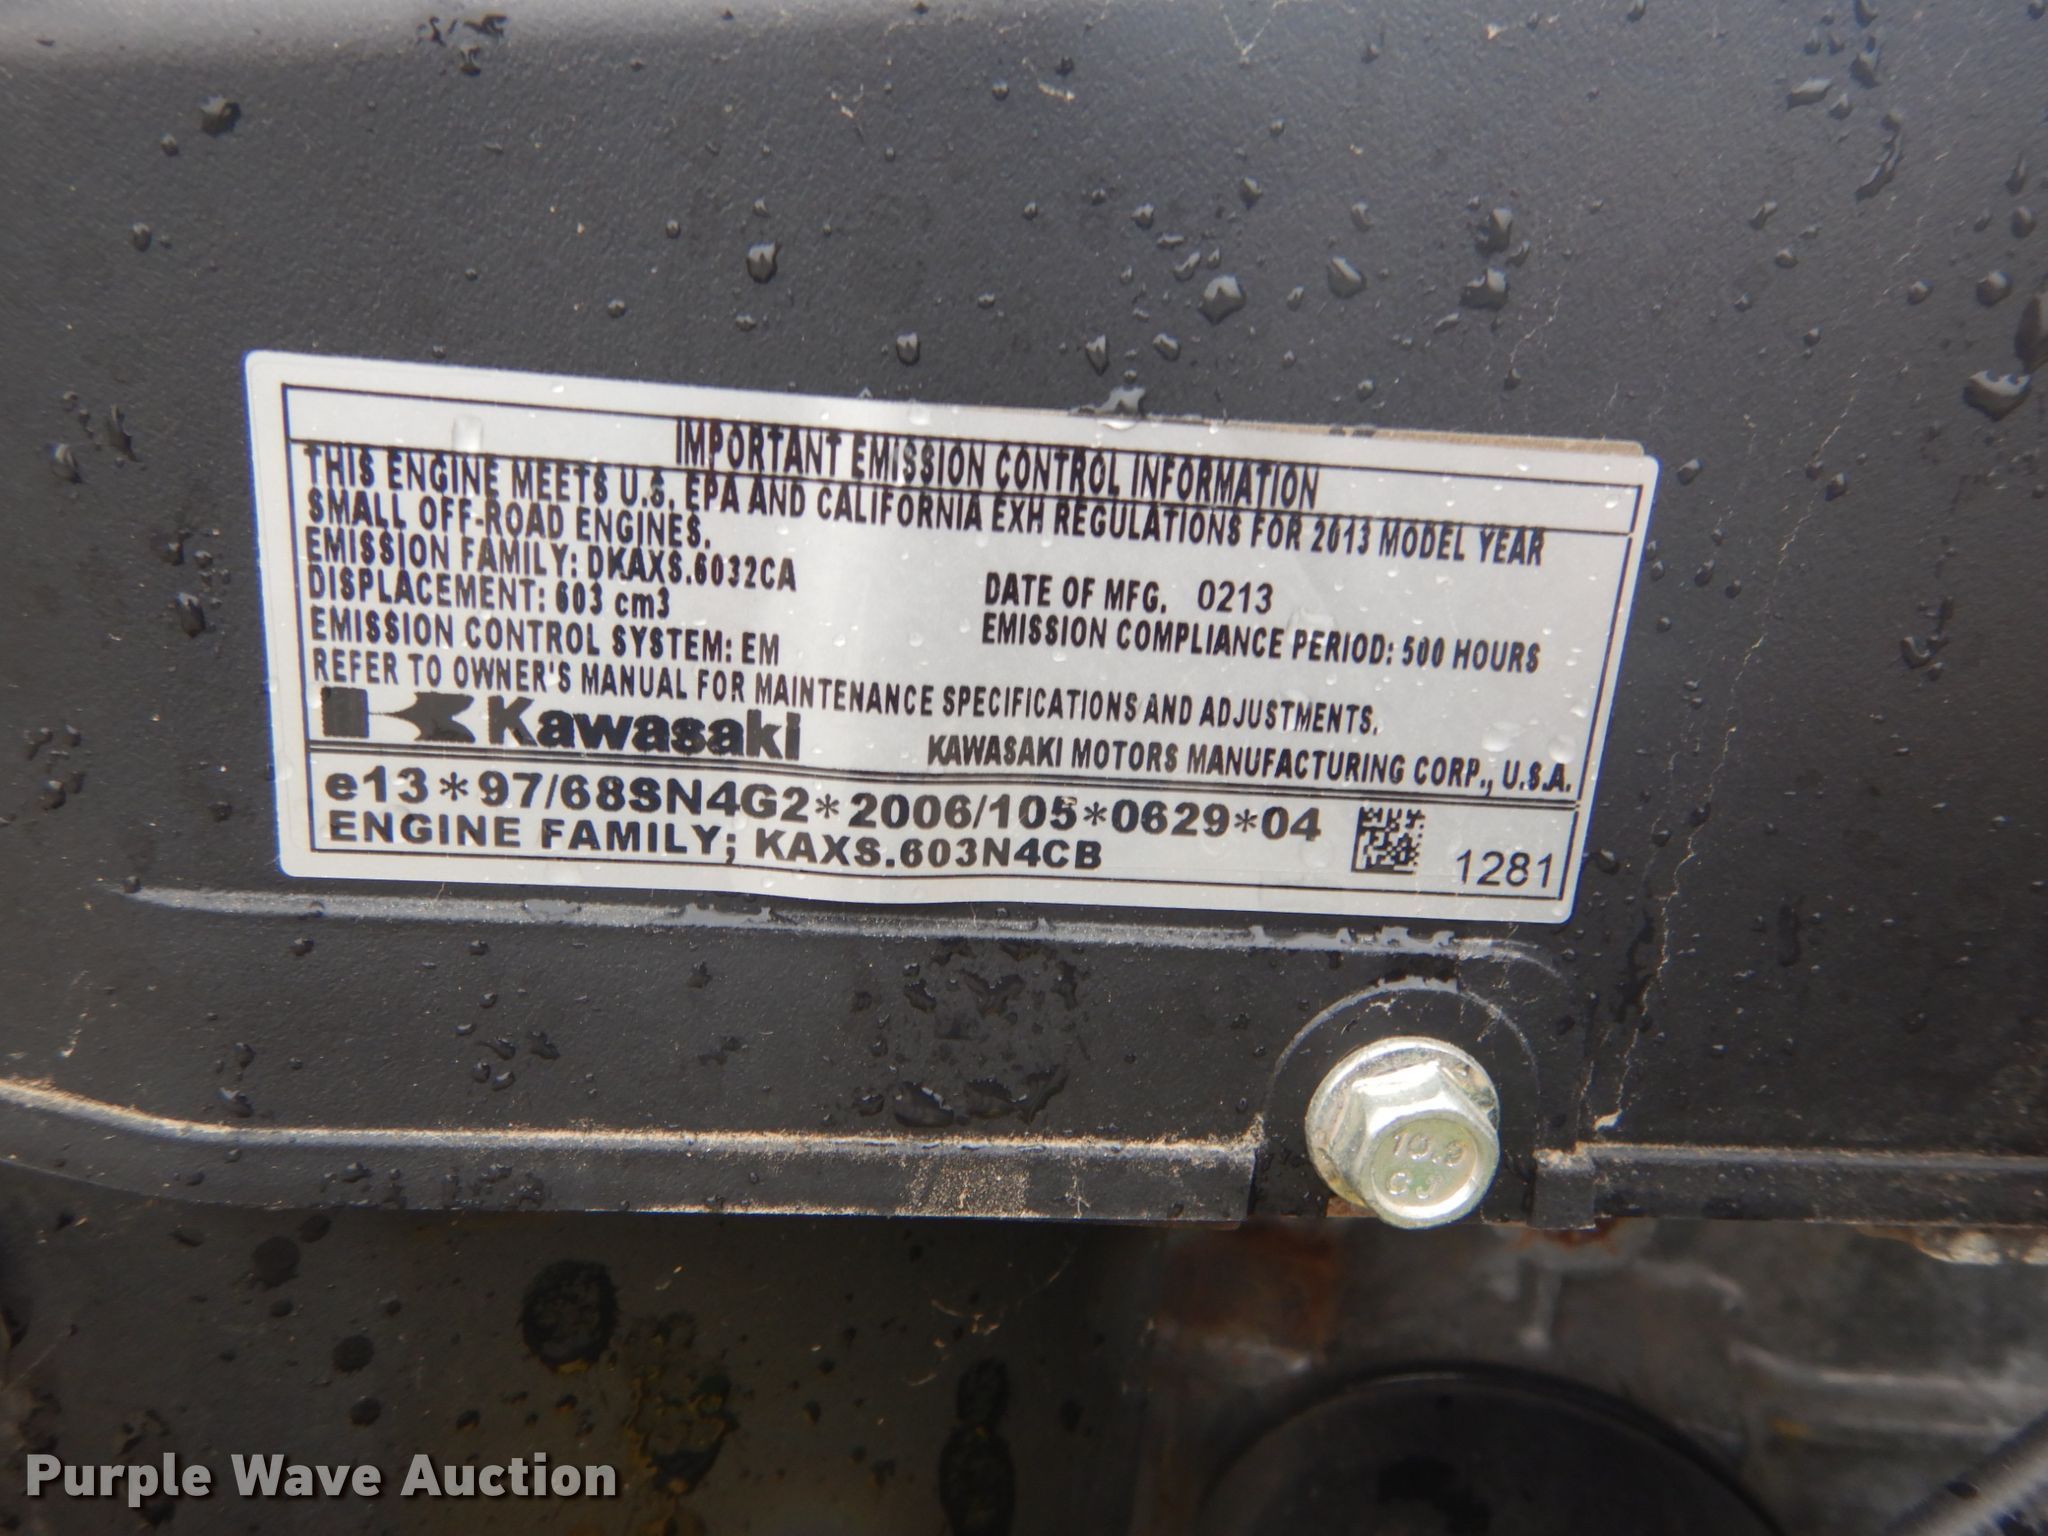 IMPORTANT EMISSION CONTROL INFORMATION
THIS ENGINE MEETS U.S. EPA AND CALIFORNIA EXH REGULATIONS FOR 2013 MODEL YEAR
SMALL OFF-ROAD ENGINES.
EMISSION FAMILY: DKAXS.6032CA
DISPLACEMENT: 603 cm3
DATE OF MFG. 0213
EMISSION CONTROL SYSTEM: EM
EMISSION COMPLIANCE PERIOD: 500 HOURS
REFER TO OWNER'S MANUAL FOR MAINTENANCE SPECIFICATIONS AND ADJUSTMENTS.
Kawasaki
KAWASAKI MOTORS MANUFACTURING CORP., U.S.A.
e13*97/68SN4G2*2006/105*0629*04
ENGINE FAMILY; KAXS.603N4CB
1281
10.9
Purple Wave Auction